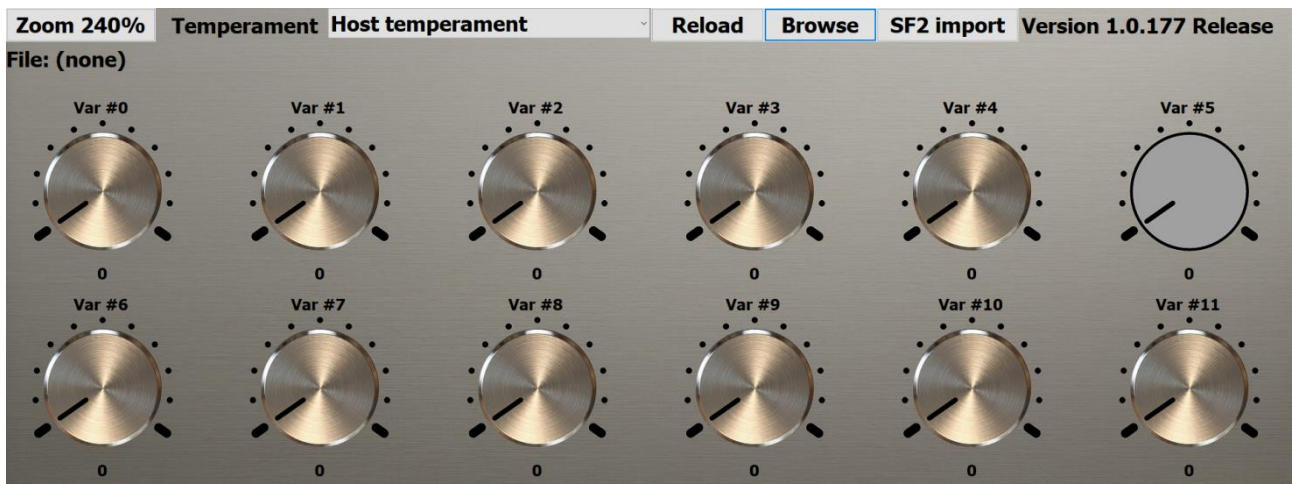 Zoom 240% Temperament Host temperament Reload Browse SF2 import Version 1.0.177 Release
File: (none)
Var #0 Var #1 Var #2 Var #3 Var #4 Var #5
0 0 0 0 0 0
Var #6 Var #7 Var #8 Var #9 Var #10 Var #11
0 0 0 0 0 0